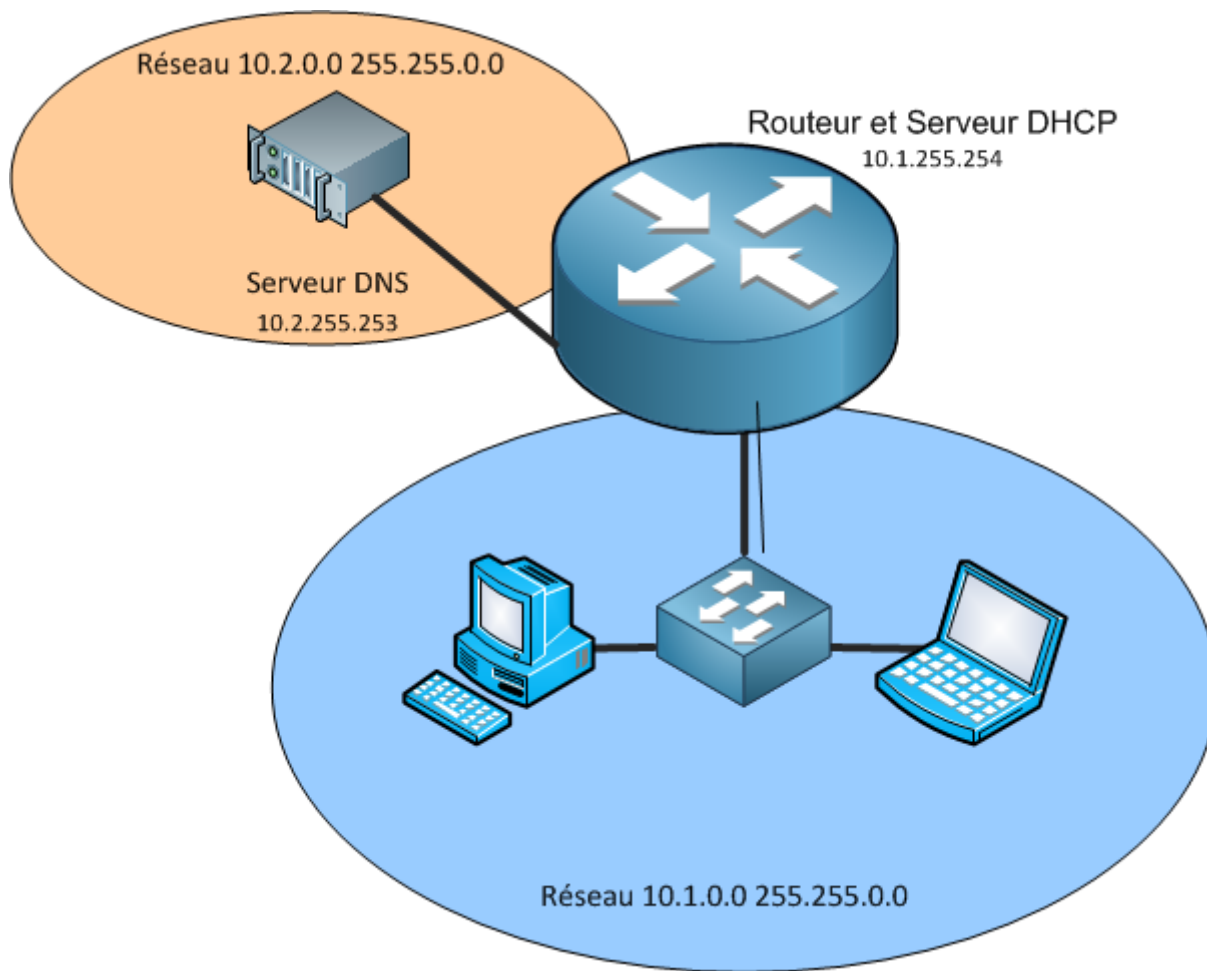 Réseau 10.2.0.0 255.255.0.0
Routeur et Serveur DHCP
10.1.255.254
Serveur DNS
10.2.255.253
Réseau 10.1.0.0 255.255.0.0